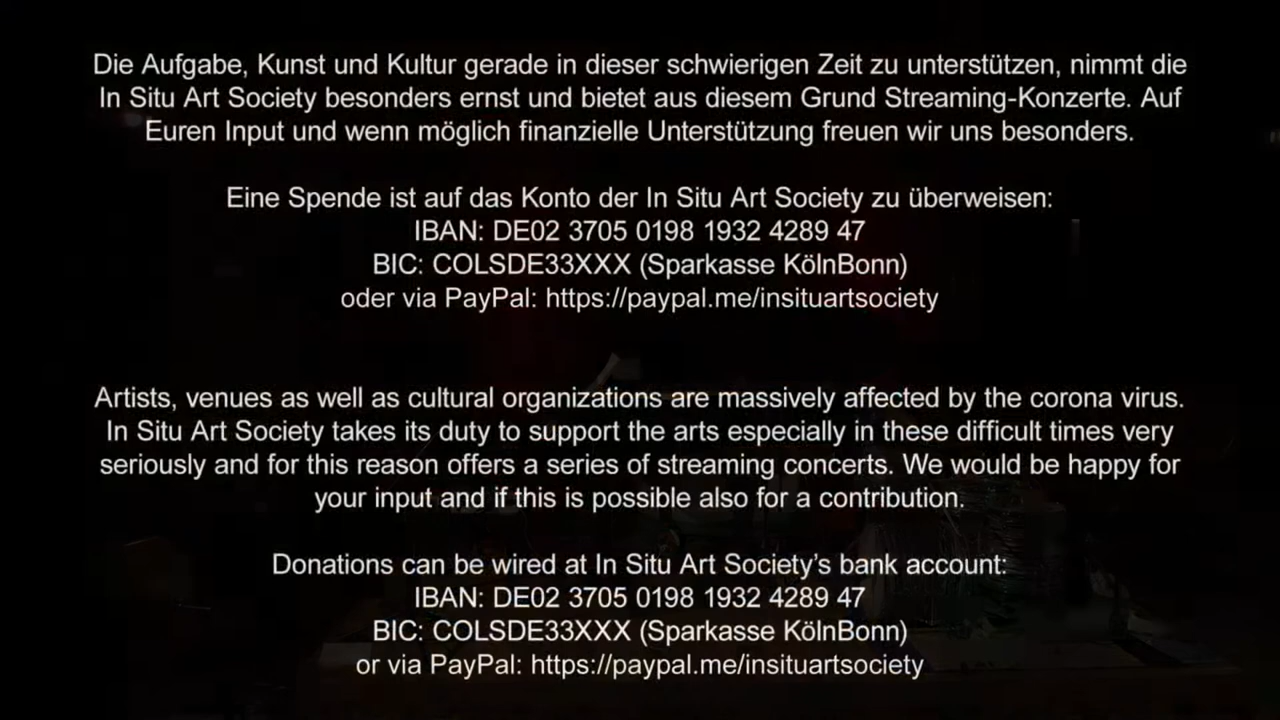 Die Aufgabe, Kunst und Kultur gerade in dieser schwierigen Zeit zu unterstützen, nimmt die
In Situ Art Society besonders ernst und bietet aus diesem Grund Streaming-Konzerte. Auf
Euren Input und wenn möglich finanzielle Unterstützung freuen wir uns besonders.
Eine Spende ist auf das Konto der In Situ Art Society zu überweisen:
IBAN: DE02 3705 0198 1932 4289 47
BIC: COLSDE33XXX (Sparkasse KölnBonn)
oder via PayPal: https://paypal.me/insituartsociety
Artists, venues as well as cultural organizations are massively affected by the corona virus.
In Situ Art Society takes its duty to support the arts especially in these difficult times very
seriously and for this reason offers a series of streaming concerts. We would be happy for
your input and if this is possible also for a contribution.
Donations can be wired at In Situ Art Society’s bank account:
IBAN: DE02 3705 0198 1932 4289 47
BIC: COLSDE33XXX (Sparkasse KölnBonn)
or via PayPal: https://paypal.me/insituartsociety